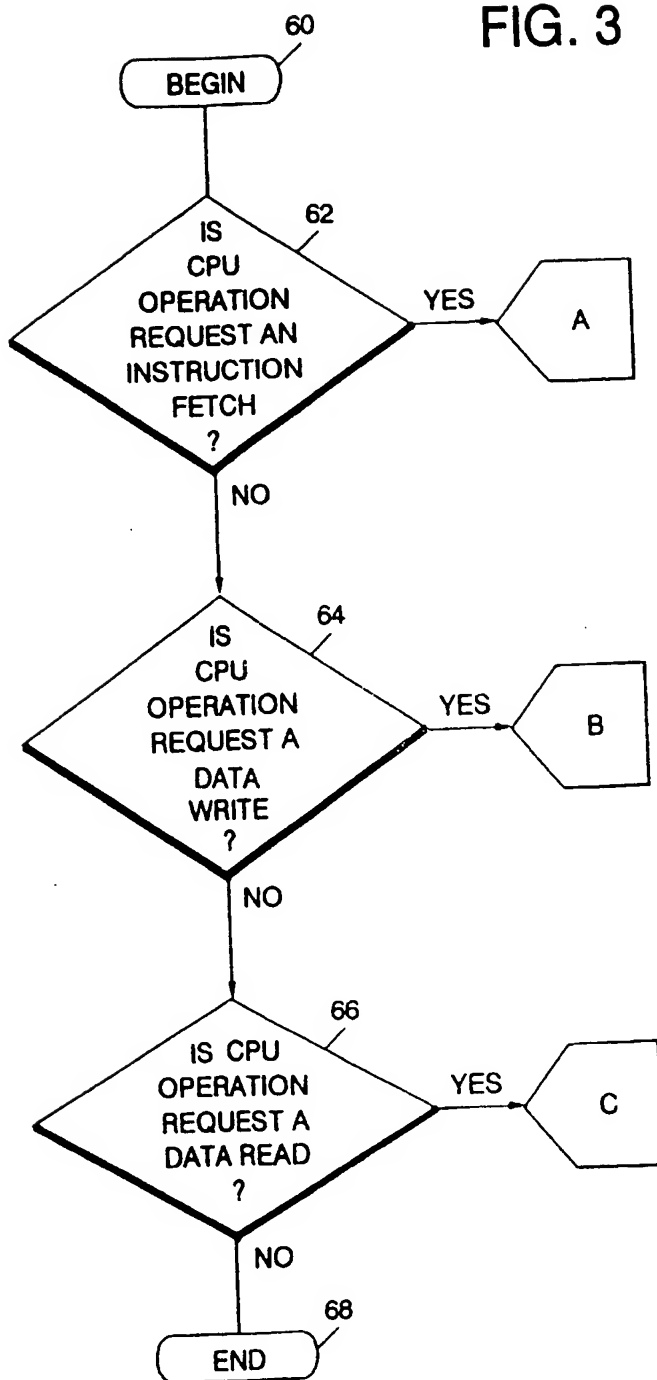 FIG. 3
60
BEGIN
62
IS
CPU
OPERATION
REQUEST AN
INSTRUCTION
FETCH
?
YES
A
NO
64
IS
CPU
OPERATION
REQUEST A
DATA
WRITE
?
YES
B
NO
66
IS CPU
OPERATION
REQUEST A
DATA READ
?
YES
C
NO
68
END